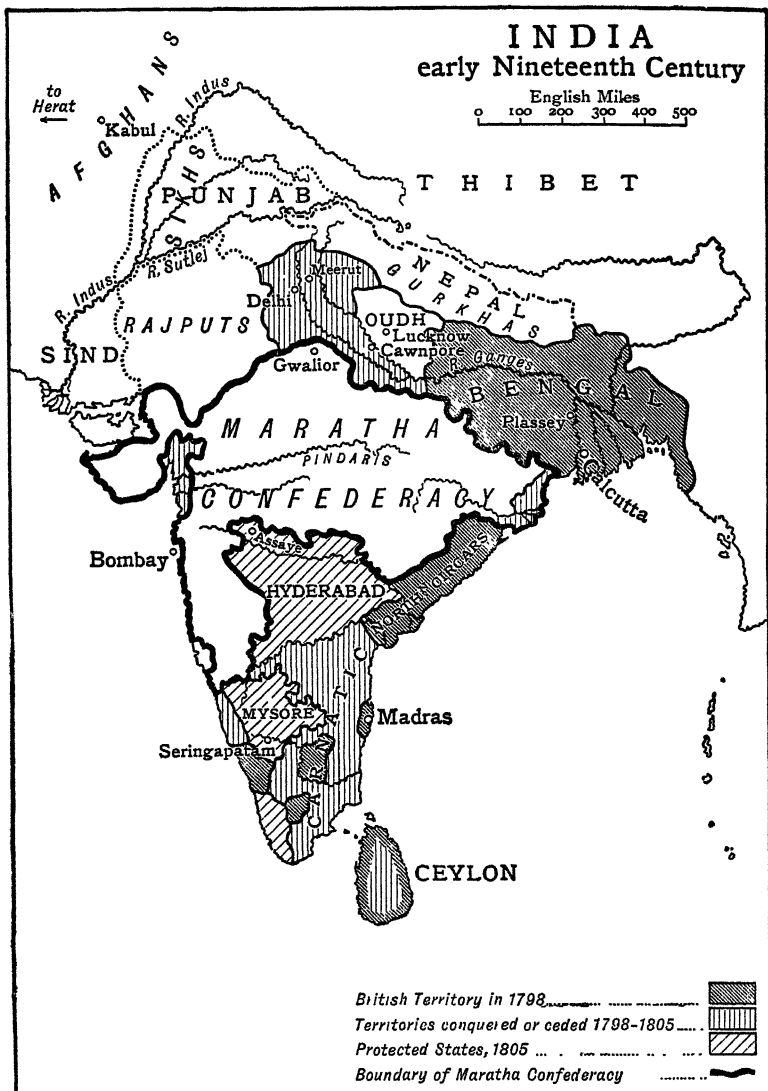 INDIA
early Nineteenth Century
English Miles
0 100 200 300 400 500
to
Herat
AFGHANS
Kabul
R. Indus
PUNJAB
SIKHS
THIBET
R. Sutlej
R. Indus
Meerut
Delhi
NEPAL
GURKHAS
RAJPUTS
OUDH
Lucknow
Cawnpore
SIND
Gwalior
R. Ganges
BENGAL
Plassey
MARATHA
PINDARIS
CONFEDERACY
Calcutta
Assaye
Bombay
HYDERABAD
NORTHN CIRCARS
MYSORE
Madras
Seringapatam
CARNATIC
CEYLON
British Territory in 1798
Territories conquered or ceded 1798-1805
Protected States, 1805
Boundary of Maratha Confederacy